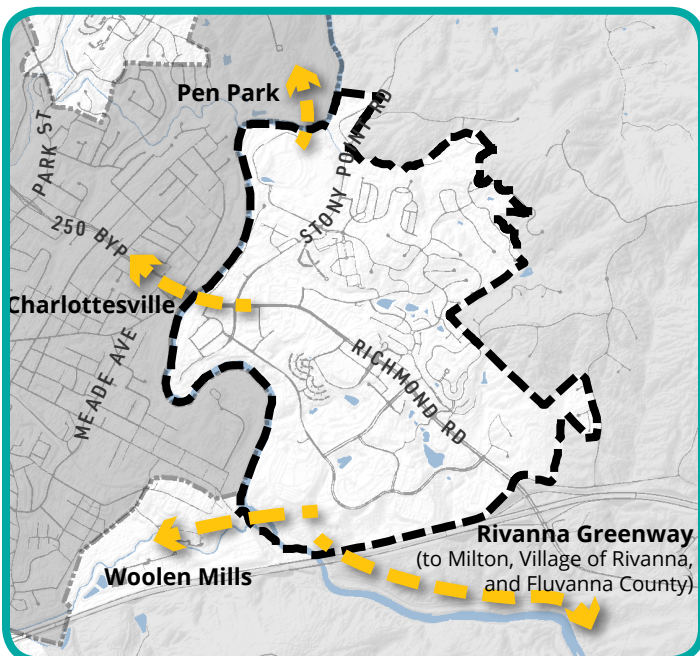 Pen Park
PARK ST
STONY POINT RD
250 BYP
Charlottesville
MEADE AVE
RICHMOND RD
Rivanna Greenway
(to Milton, Village of Rivanna,
and Fluvanna County)
Woolen Mills